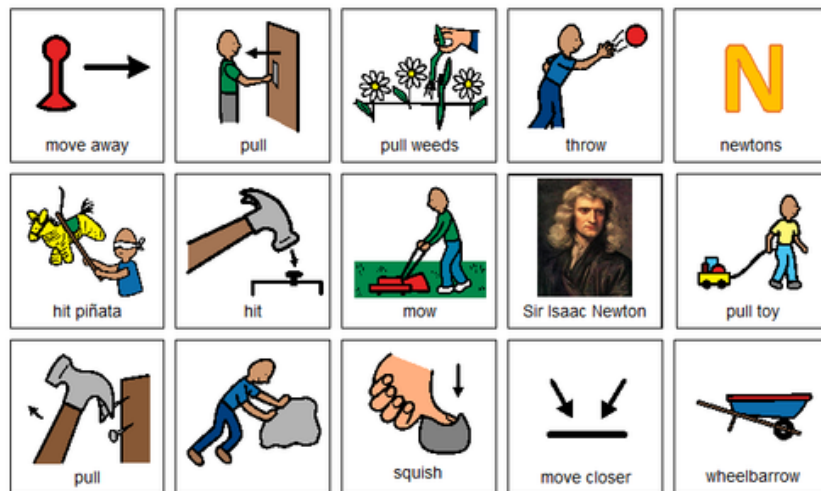 move away
pull
pull weeds
throw
N
newtons
hit piñata
hit
mow
Sir Isaac Newton
pull toy
pull
squish
move closer
wheelbarrow